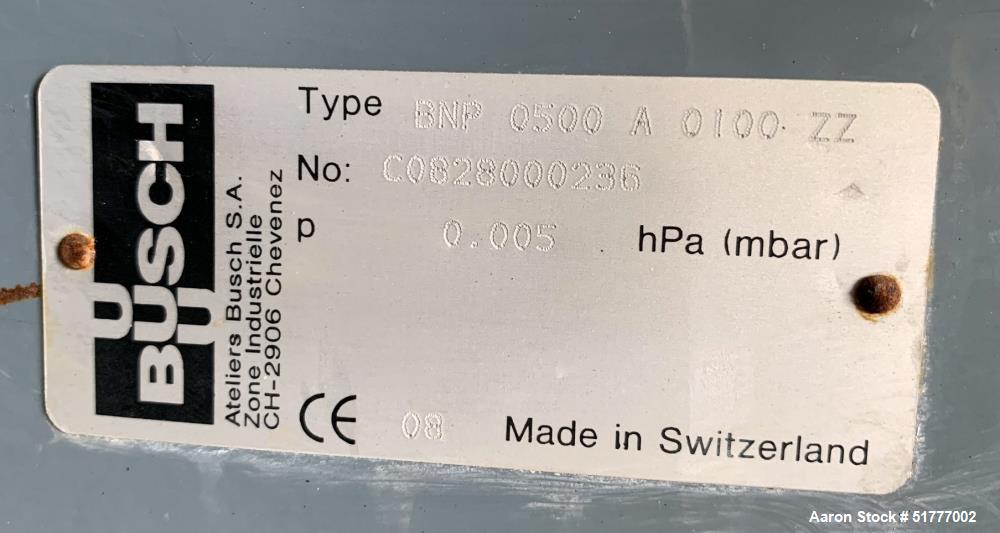 BUSCH
Ateliers Busch S.A.
Zone Industrielle
CH-2906 Chevenez
Type BNP 0500 A 0100 ZZ
No: C0828000236
p 0.005 hPa (mbar)
CE 08 Made in Switzerland
Aaron Stock # 51777002